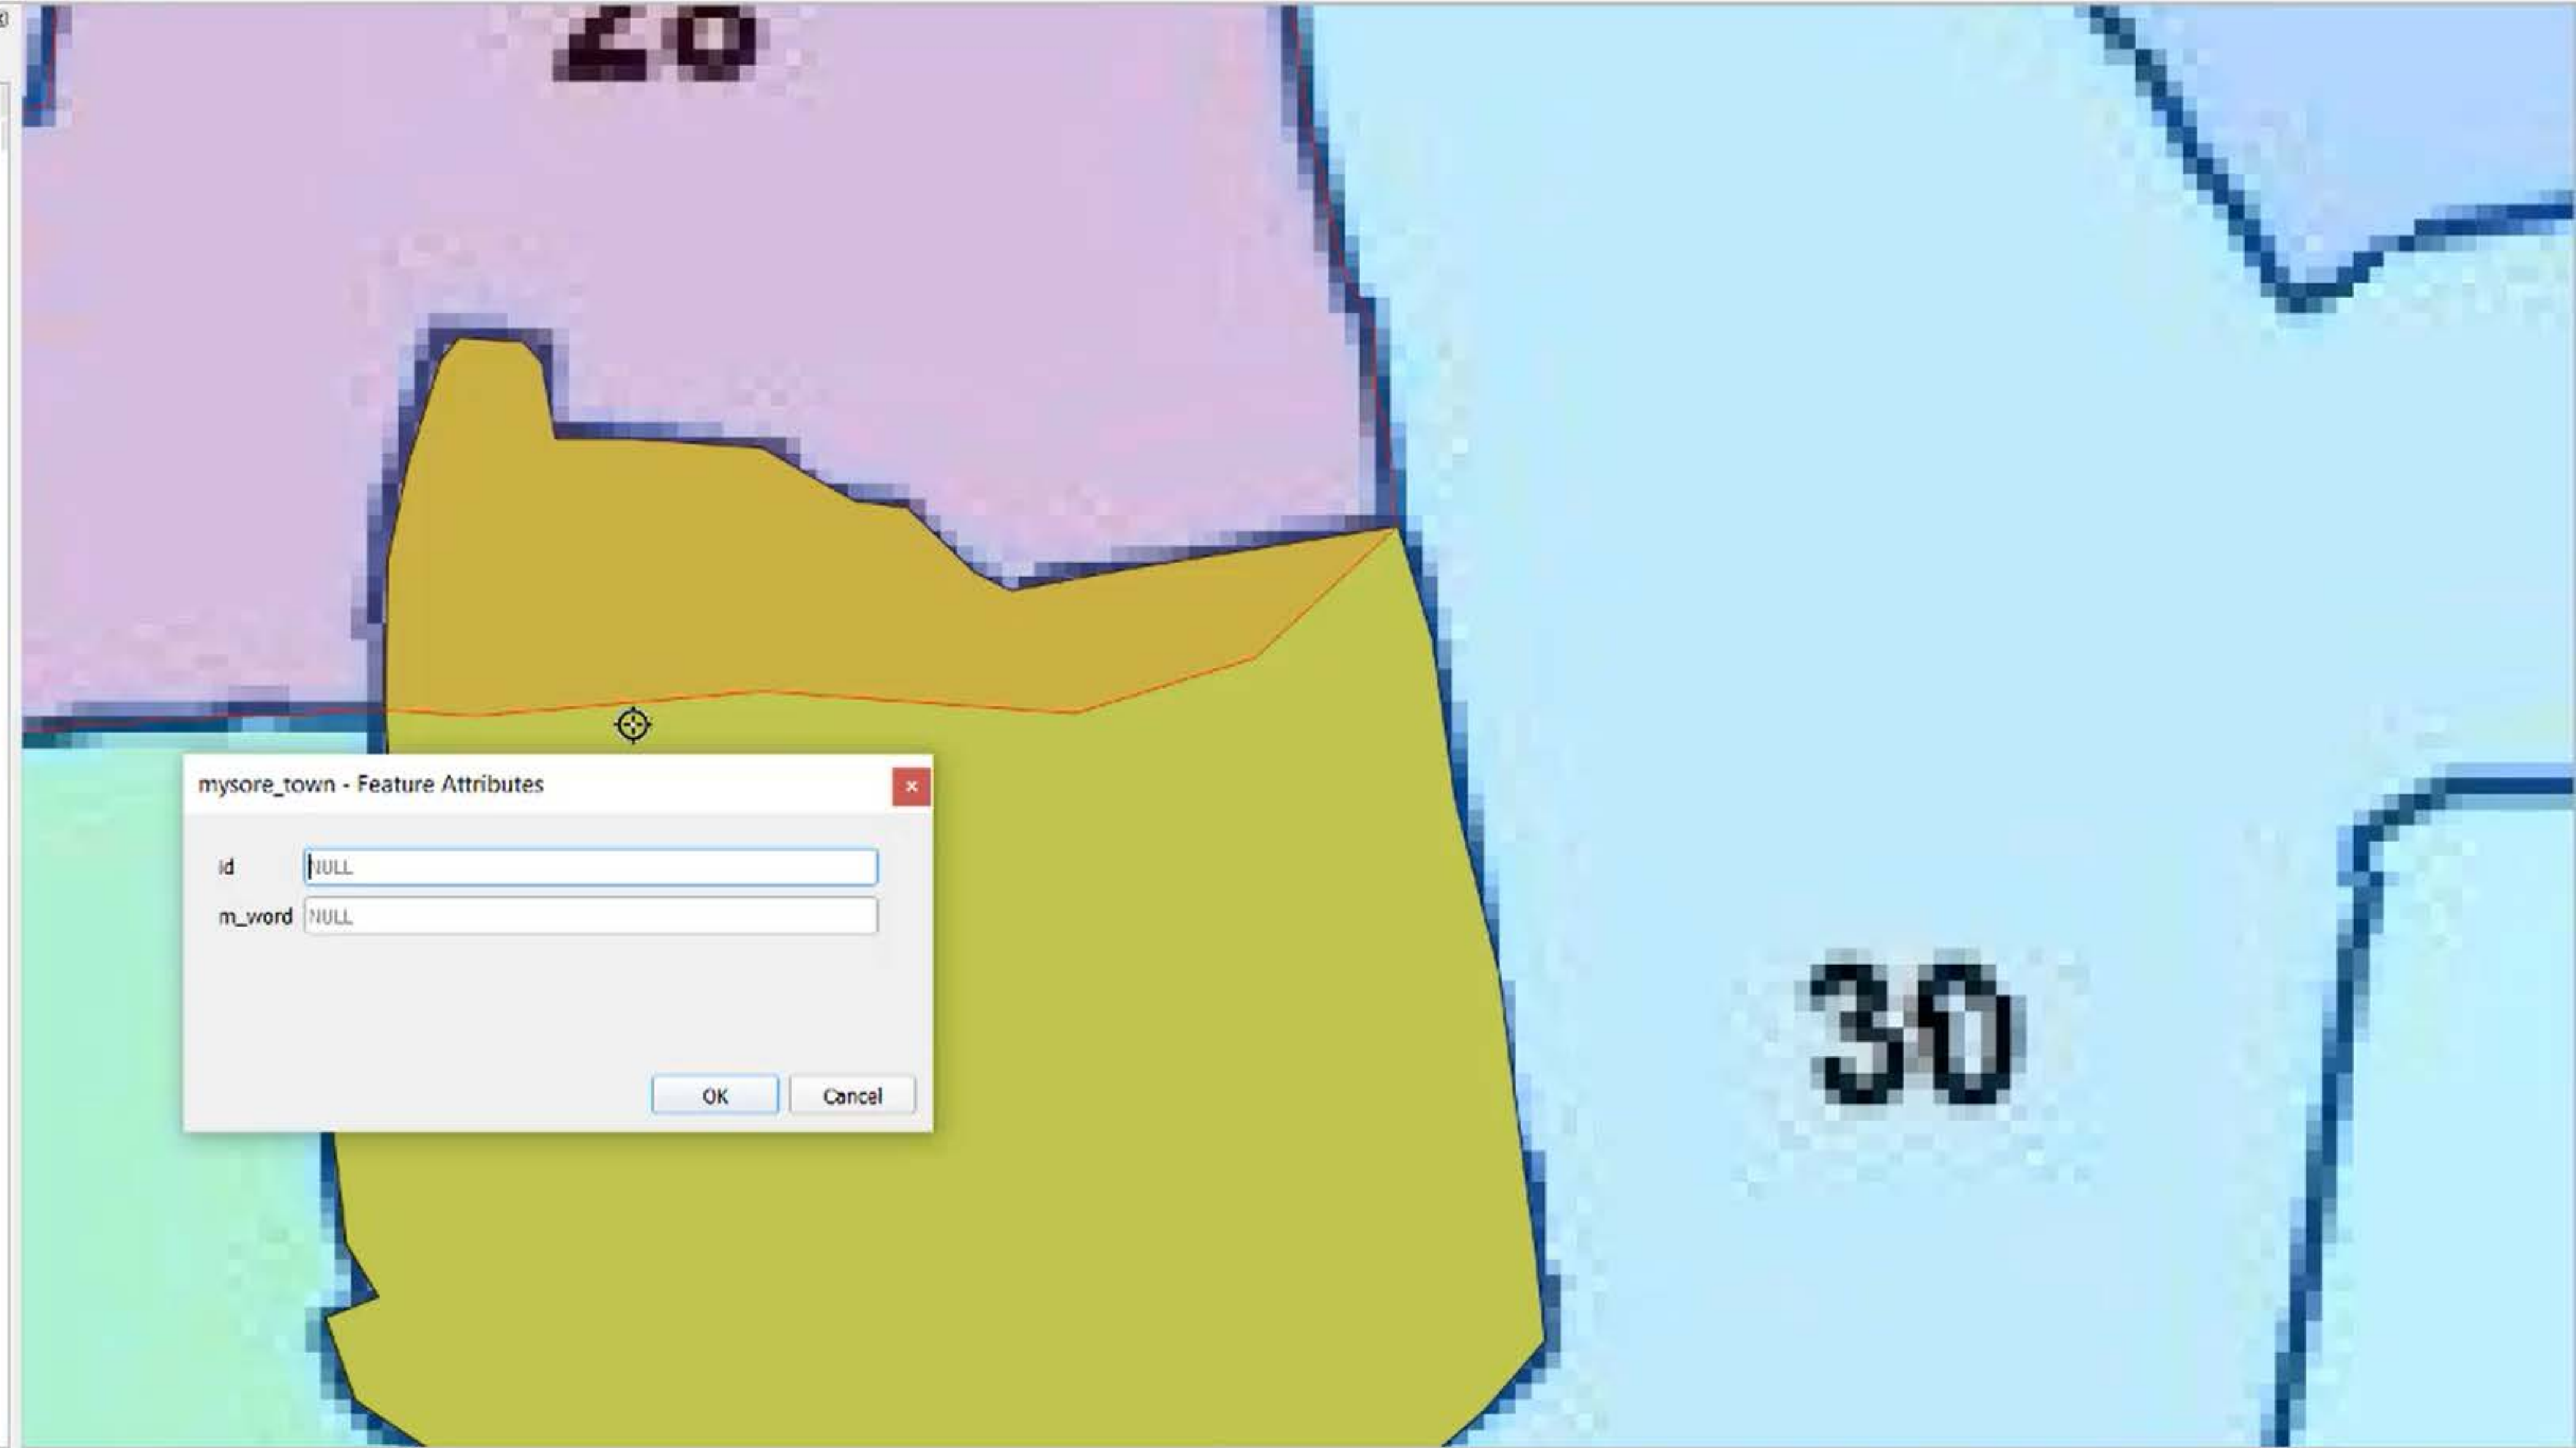 mysore_town - Feature Attributes
id NULL
m_word NULL
OK Cancel
30